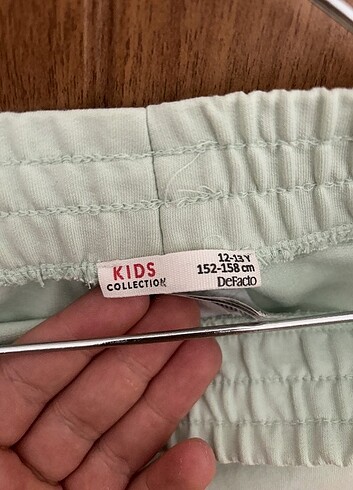 KIDS
COLLECTION
12-13 Y
152-158 cm
DeFacto